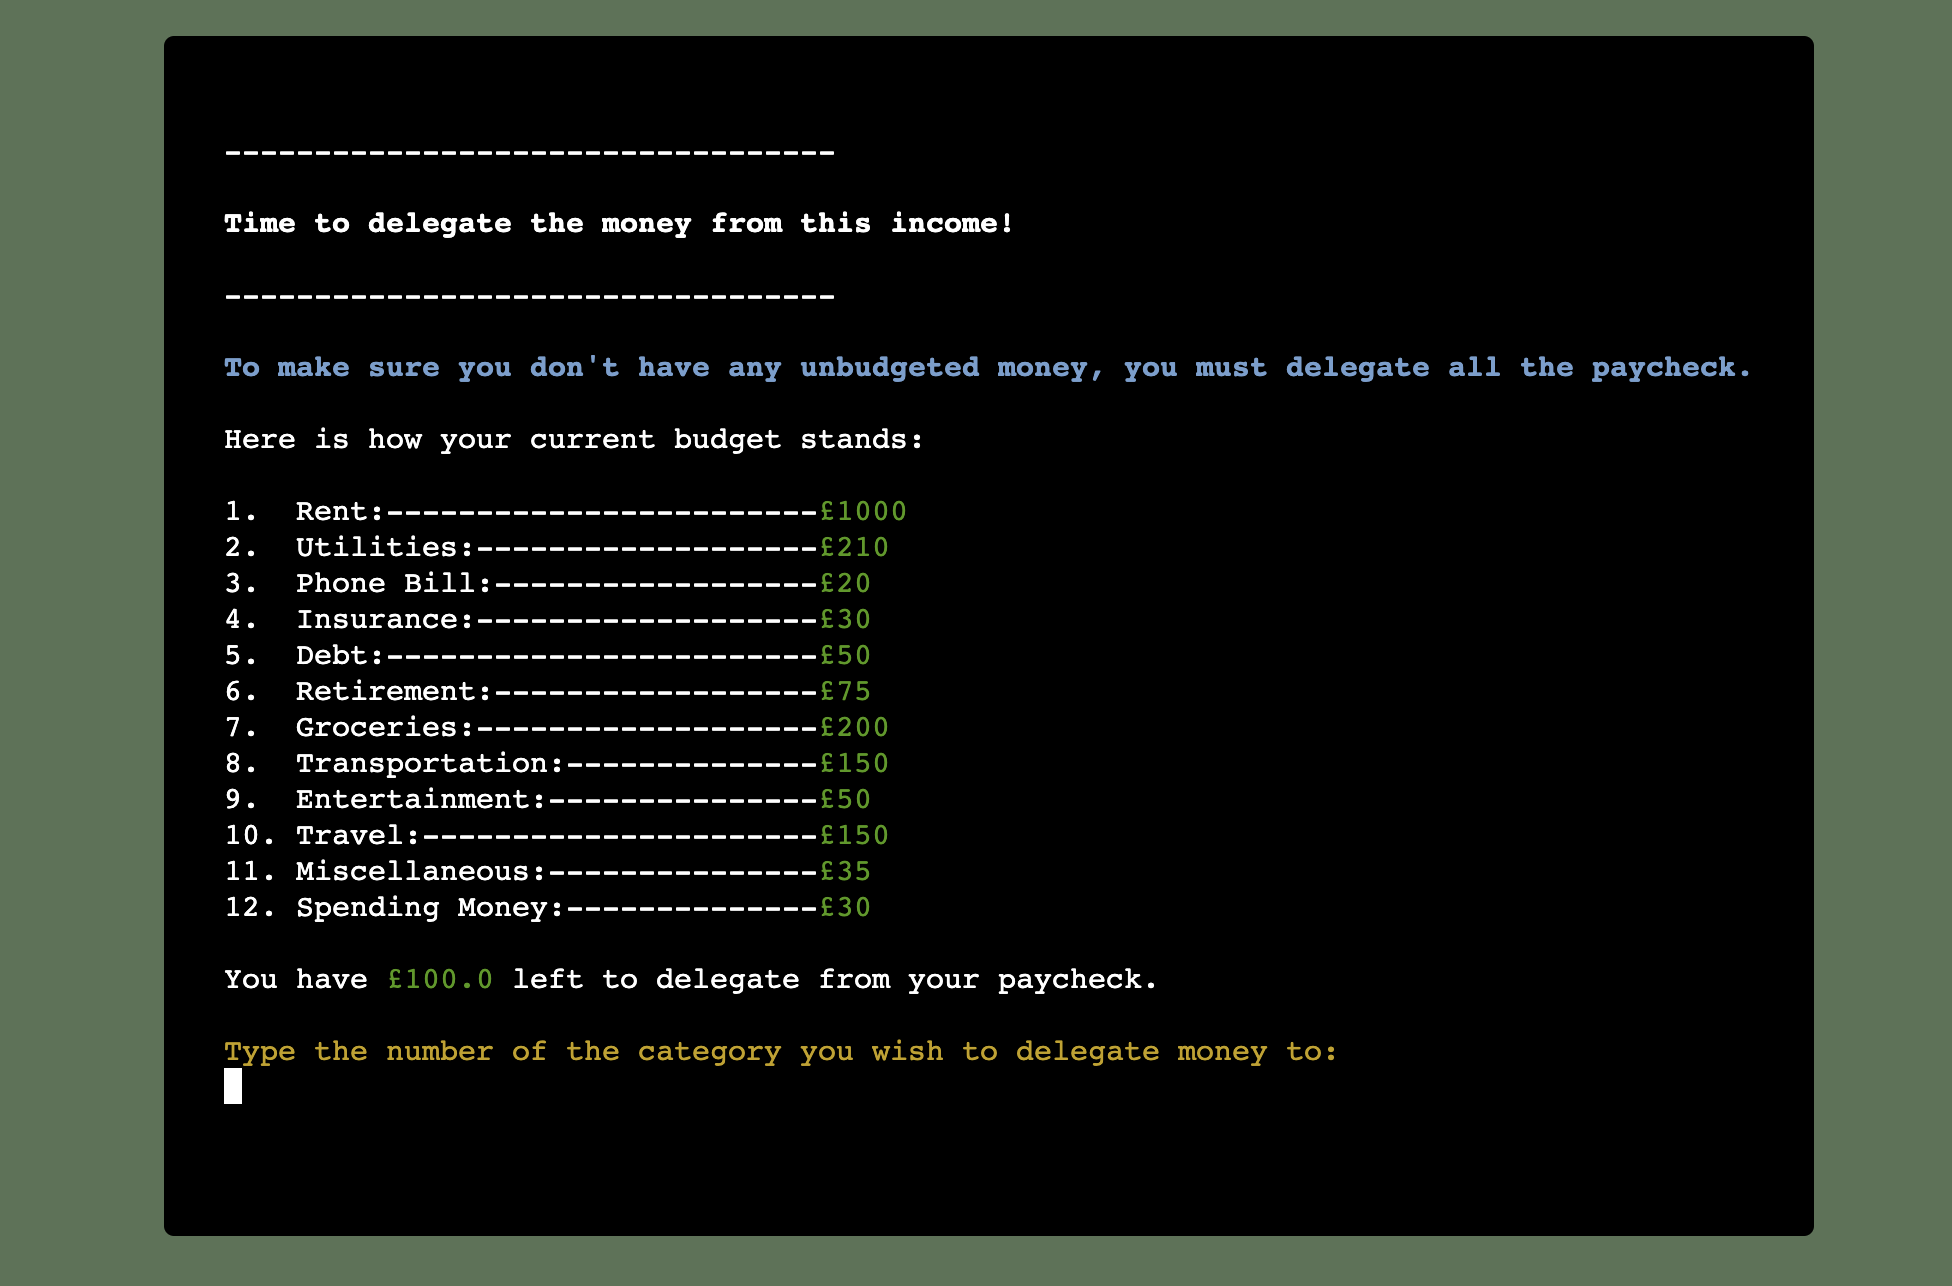 ----------------------------------
Time to delegate the money from this income!
----------------------------------
To make sure you don't have any unbudgeted money, you must delegate all the paycheck.
Here is how your current budget stands:
1.  Rent:------------------------£1000
2.  Utilities:-------------------£210
3.  Phone Bill:------------------£20
4.  Insurance:-------------------£30
5.  Debt:------------------------£50
6.  Retirement:------------------£75
7.  Groceries:-------------------£200
8.  Transportation:--------------£150
9.  Entertainment:---------------£50
10. Travel:----------------------£150
11. Miscellaneous:---------------£35
12. Spending Money:--------------£30
You have £100.0 left to delegate from your paycheck.
Type the number of the category you wish to delegate money to: